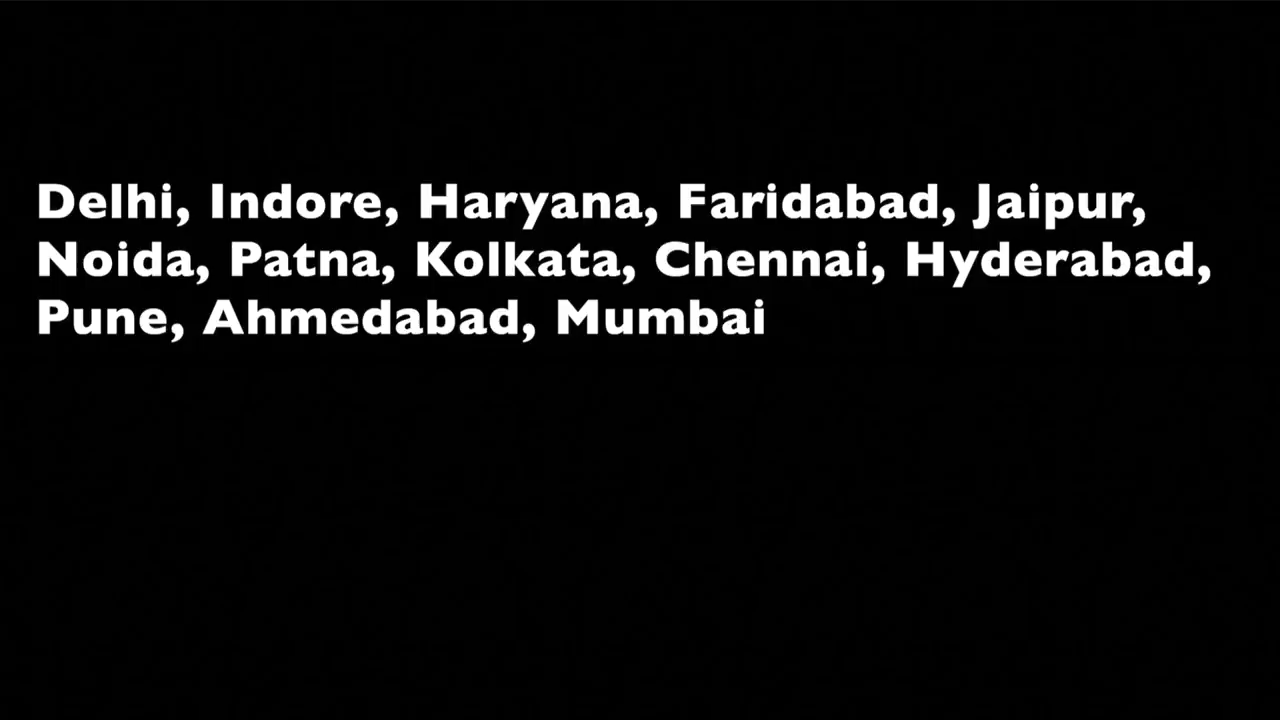 Delhi, Indore, Haryana, Faridabad, Jaipur,
Noida, Patna, Kolkata, Chennai, Hyderabad,
Pune, Ahmedabad, Mumbai